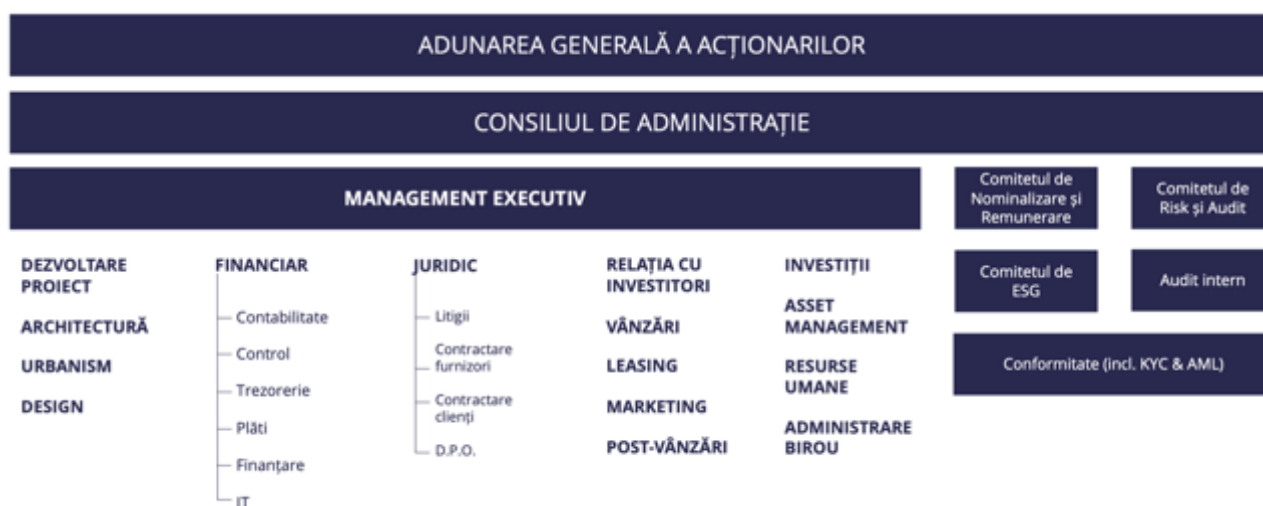 ADUNAREA GENERALĂ A ACȚIONARILOR
CONSILIUL DE ADMINISTRAȚIE
MANAGEMENT EXECUTIV
Comitetul de
Nominalizare și
Remunerare
Comitetul de
Risk și Audit
Comitetul de
ESG
Audit intern
Conformitate (incl. KYC & AML)
DEZVOLTARE
PROIECT
ARCHITECTURĂ
URBANISM
DESIGN
FINANCIAR
Contabilitate
Control
Trezorerie
Plăti
Finanțare
IT
JURIDIC
Litigii
Contractare
furnizori
Contractare
clienți
D.P.O.
RELAȚIA CU
INVESTITORI
VÂNZĂRI
LEASING
MARKETING
POST-VÂNZĂRI
INVESTIȚII
ASSET
MANAGEMENT
RESURSE
UMANE
ADMINISTRARE
BIROU